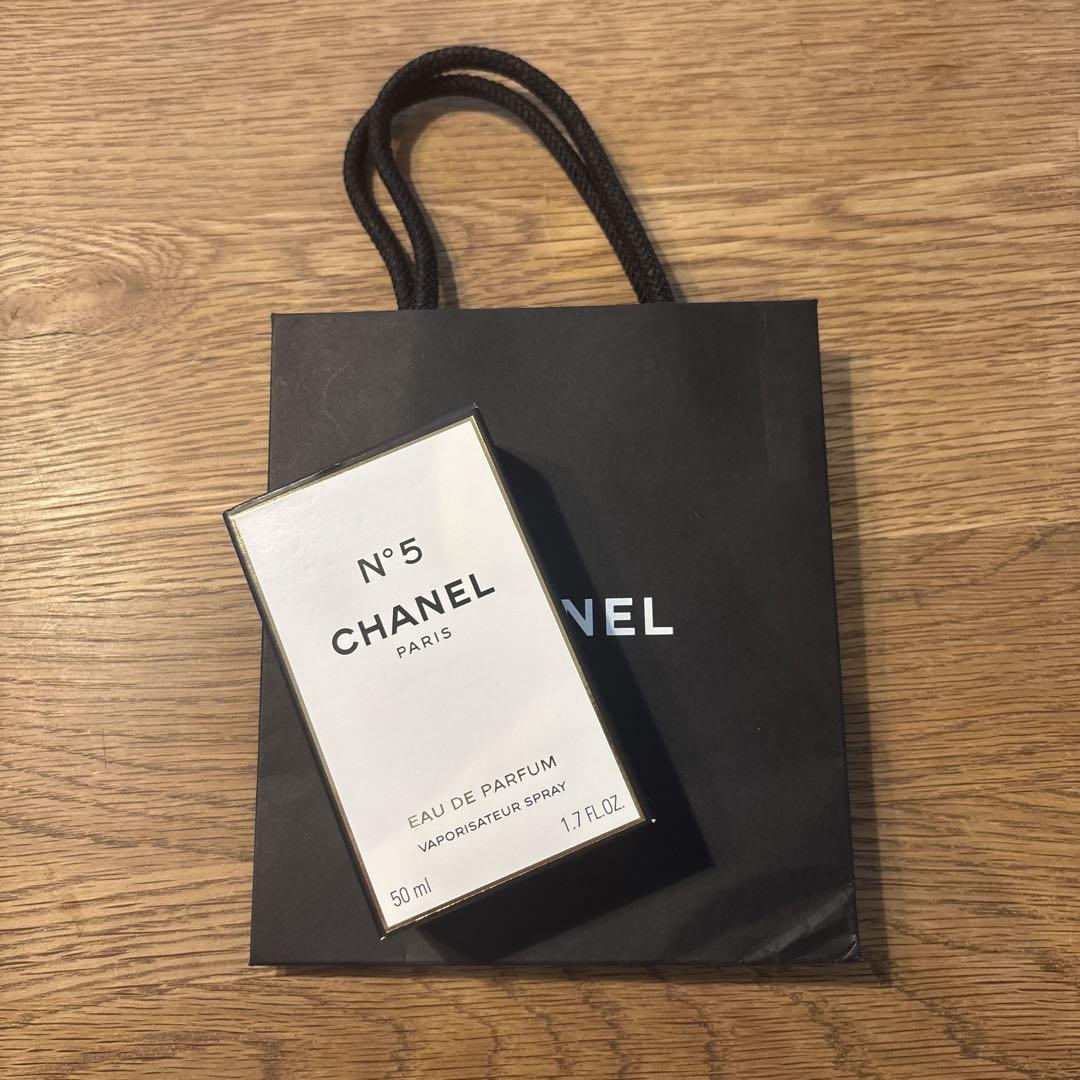 N°5
CHANEL
PARIS
EAU DE PARFUM
VAPORISATEUR SPRAY
50 ml
1.7 FL.OZ.
NEL